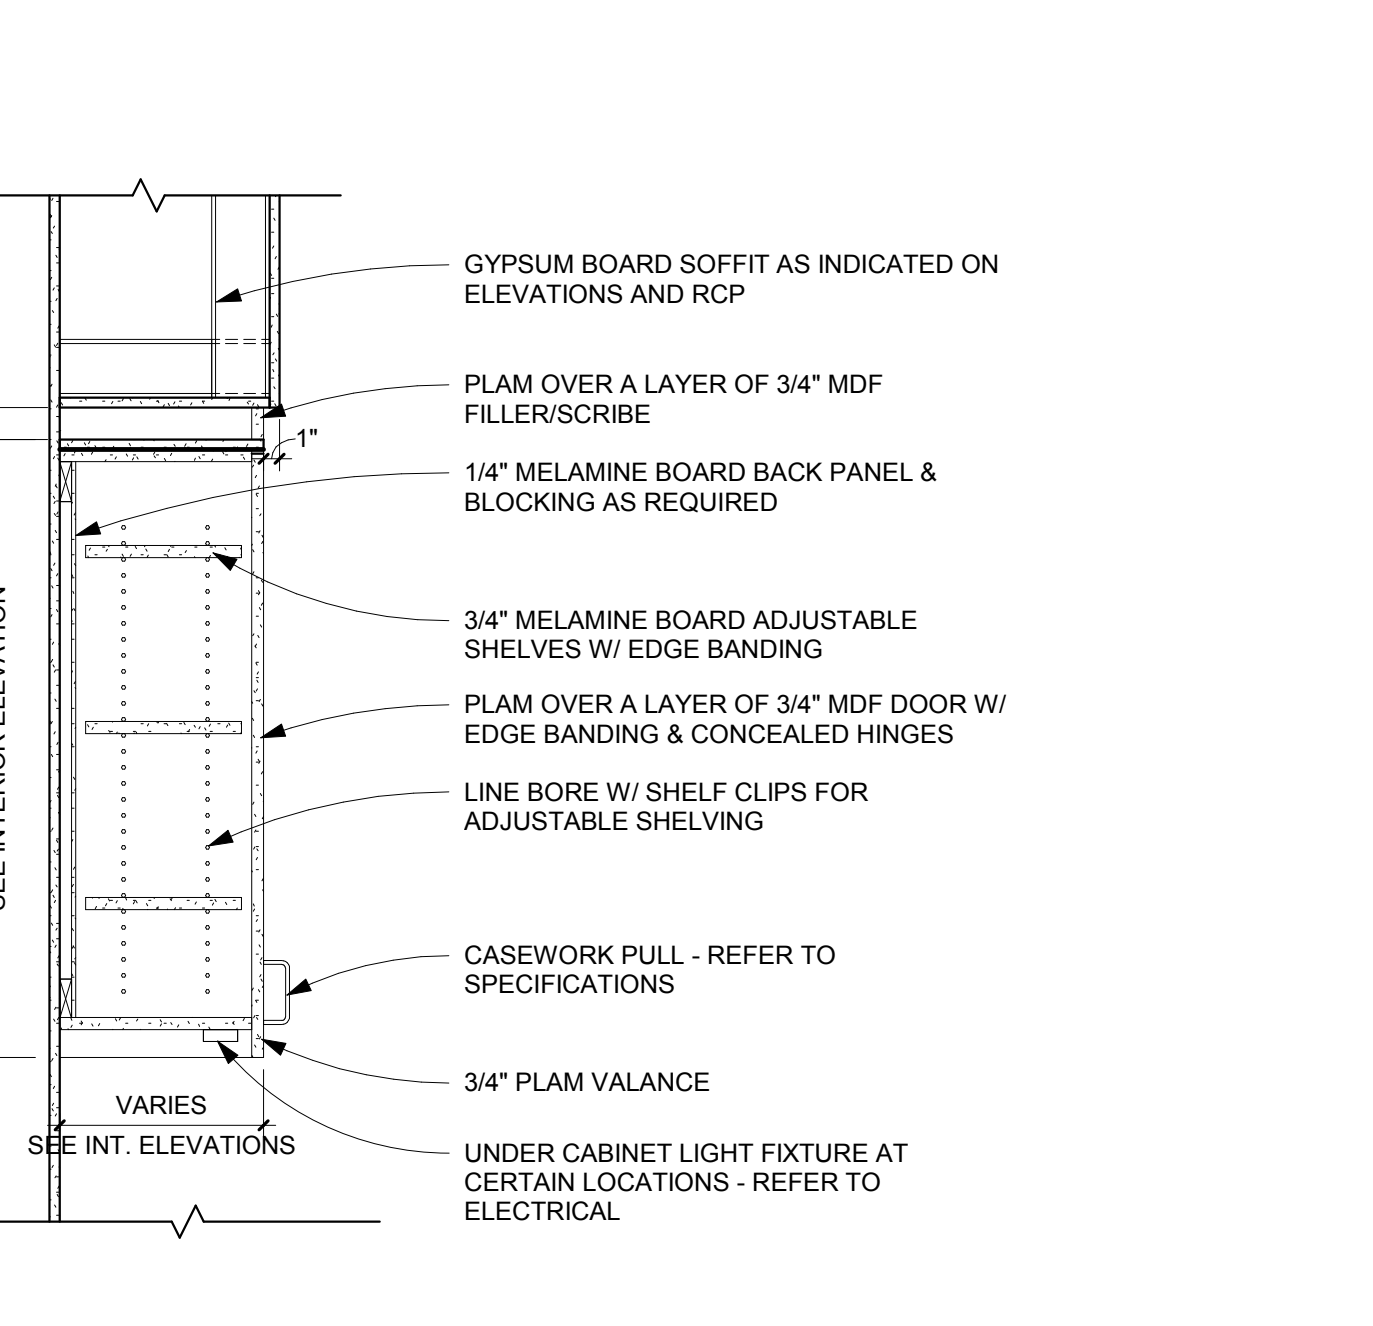 GYPSUM BOARD SOFFIT AS INDICATED ON
ELEVATIONS AND RCP
PLAM OVER A LAYER OF 3/4" MDF
FILLER/SCRIBE
1"
1/4" MELAMINE BOARD BACK PANEL &
BLOCKING AS REQUIRED
3/4" MELAMINE BOARD ADJUSTABLE
SHELVES W/ EDGE BANDING
PLAM OVER A LAYER OF 3/4" MDF DOOR W/
EDGE BANDING & CONCEALED HINGES
LINE BORE W/ SHELF CLIPS FOR
ADJUSTABLE SHELVING
SEE INTERIOR ELEVATION
CASEWORK PULL - REFER TO
SPECIFICATIONS
3/4" PLAM VALANCE
VARIES
SEE INT. ELEVATIONS
UNDER CABINET LIGHT FIXTURE AT
CERTAIN LOCATIONS - REFER TO
ELECTRICAL